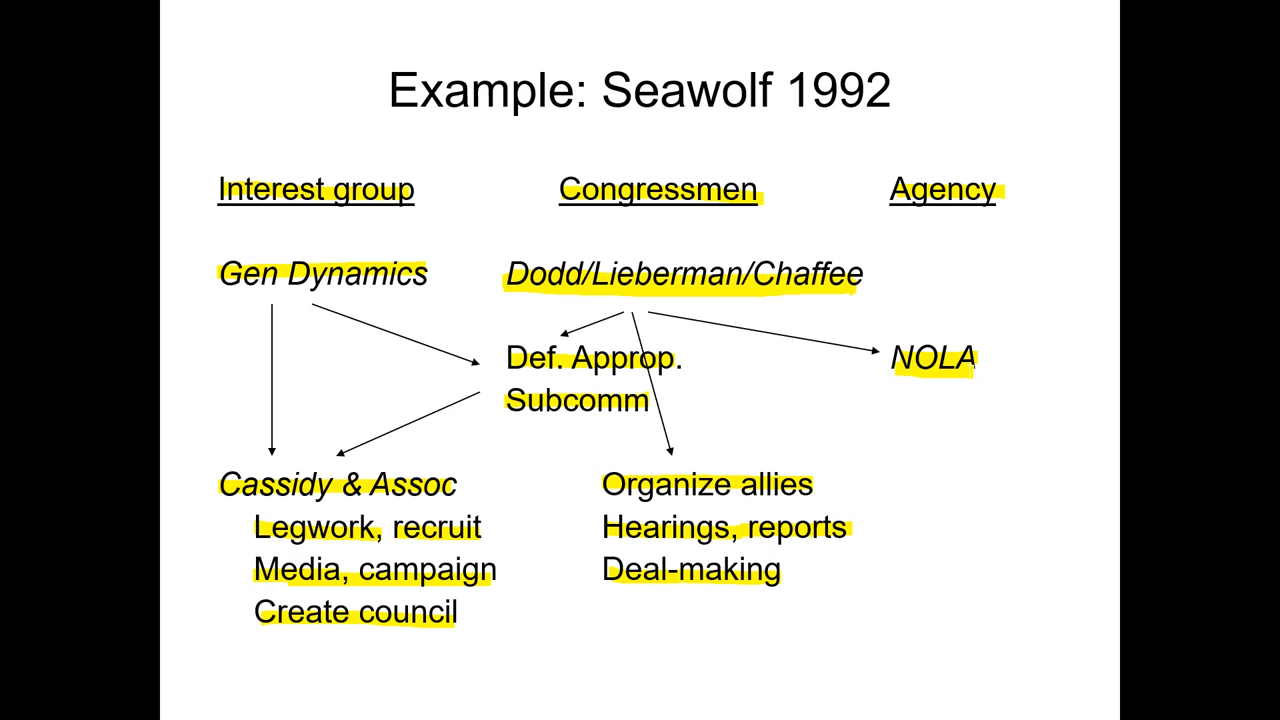 Example: Seawolf 1992
Interest group Congressmen Agency
Gen Dynamics Dodd/Lieberman/Chaffee
Def. Approp. NOLA
Subcomm
Cassidy & Assoc Organize allies
Legwork, recruit Hearings, reports
Media, campaign Deal-making
Create council